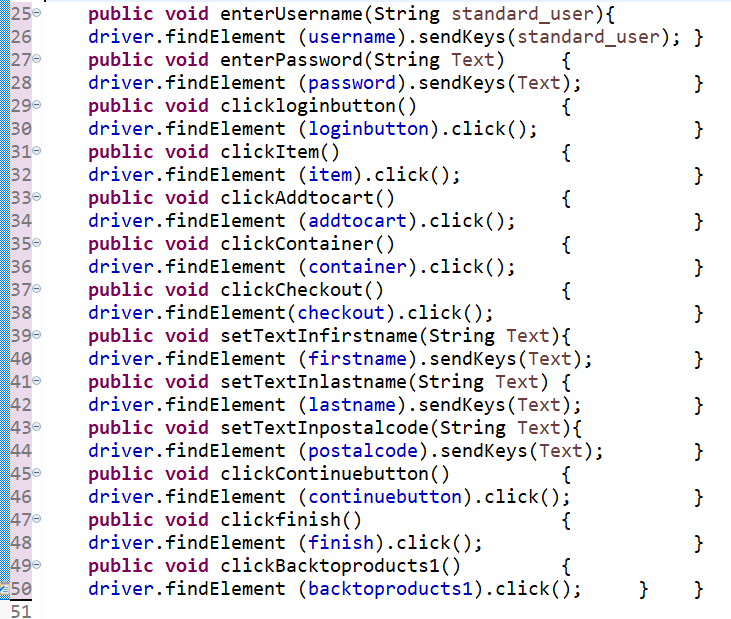 25 public void enterUsername(String standard_user){
26 driver.findElement (username).sendKeys(standard_user); }
27 public void enterPassword(String Text) {
28 driver.findElement (password).sendKeys(Text); }
29 public void clickloginbutton() {
30 driver.findElement (loginbutton).click(); }
31 public void clickItem() {
32 driver.findElement (item).click(); }
33 public void clickAddtocart() {
34 driver.findElement (addtocart).click(); }
35 public void clickContainer() {
36 driver.findElement (container).click(); }
37 public void clickCheckout() {
38 driver.findElement(checkout).click(); }
39 public void setTextInfirstname(String Text){
40 driver.findElement (firstname).sendKeys(Text); }
41 public void setTextInlastname(String Text) {
42 driver.findElement (lastname).sendKeys(Text); }
43 public void setTextInpostalcode(String Text){
44 driver.findElement (postalcode).sendKeys(Text); }
45 public void clickContinuebutton() {
46 driver.findElement (continuebutton).click(); }
47 public void clickfinish() {
48 driver.findElement (finish).click(); }
49 public void clickBacktoproducts1() {
50 driver.findElement (backtoproducts1).click(); } }
51